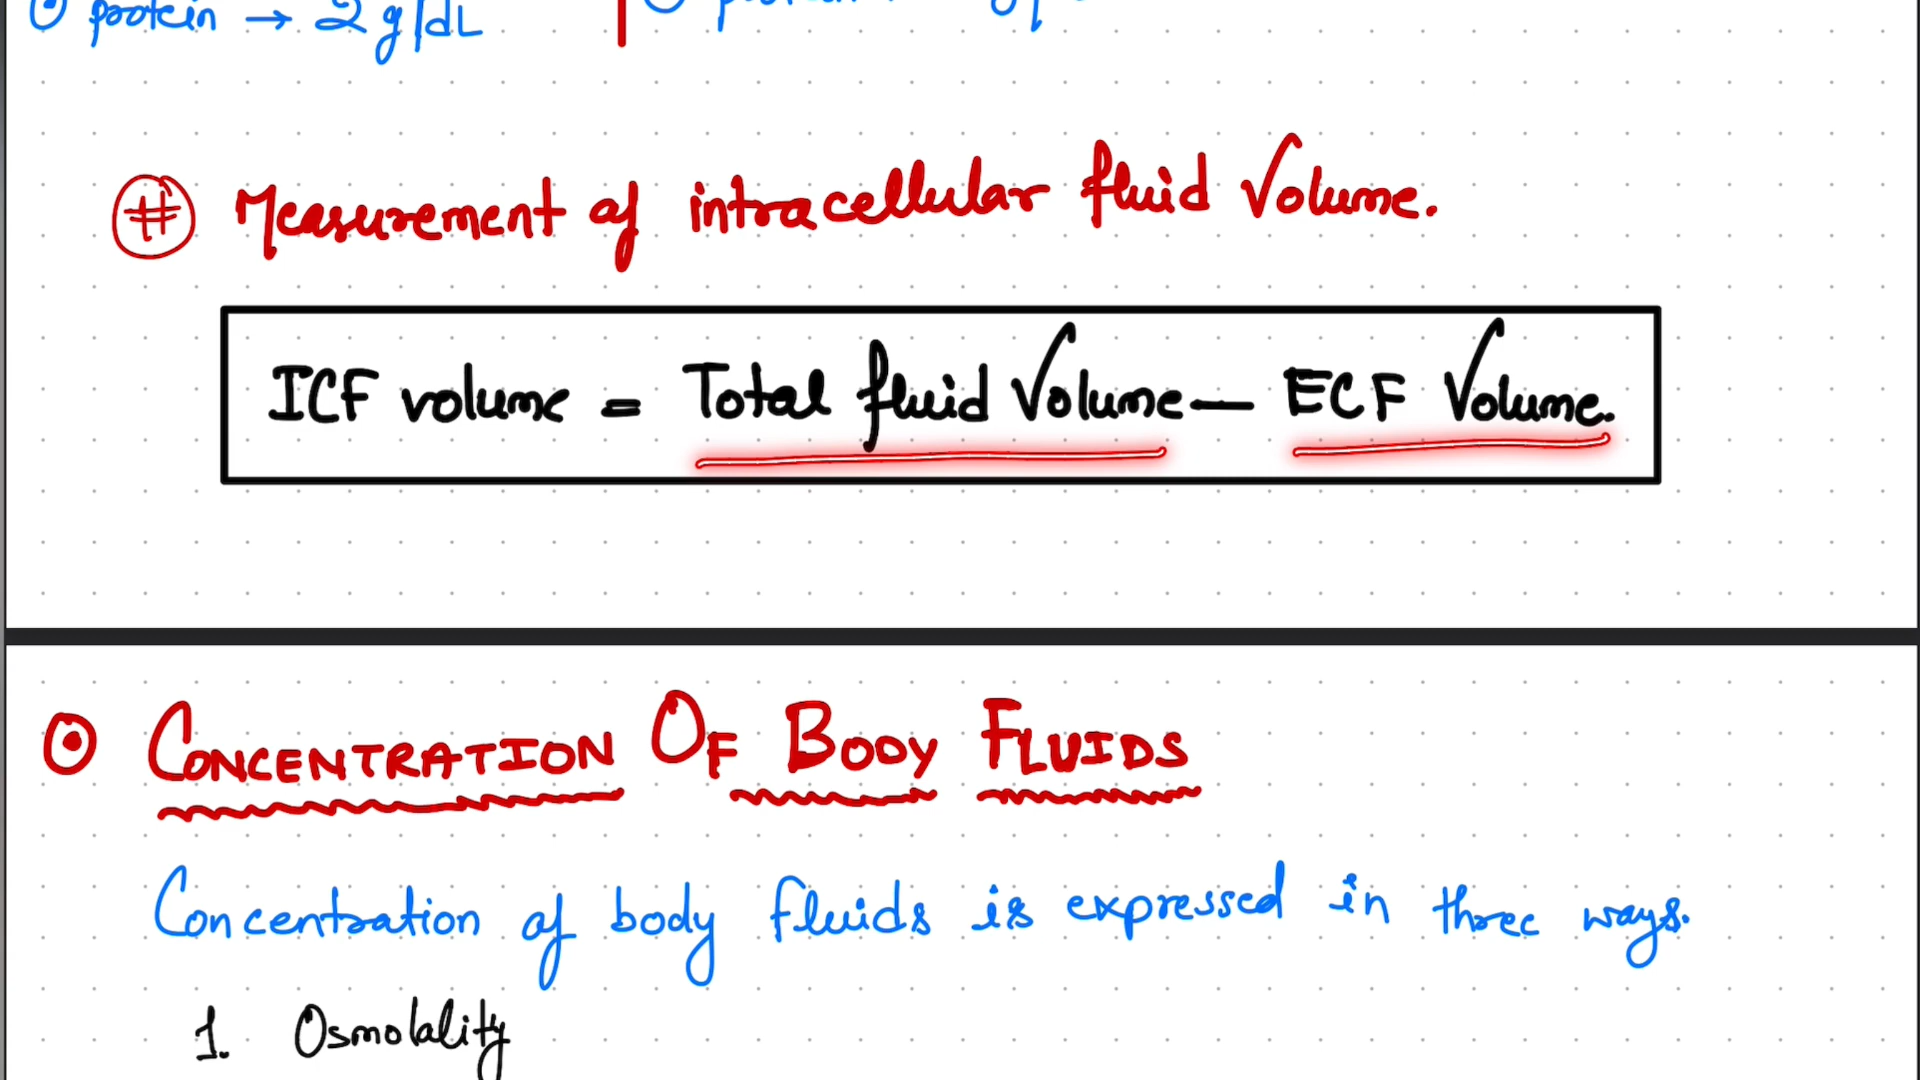 protein → 2 g/dL
# Measurement of intracellular fluid Volume.
ICF volume = Total fluid Volume — ECF Volume.
CONCENTRATION OF BODY FLUIDS
Concentration of body fluids is expressed in three ways.
1. Osmolality